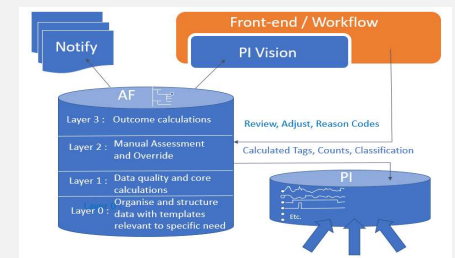 Front-end / Workflow
Notify
PI Vision
AF
Layer 3 : Outcome calculations
Review, Adjust, Reason Codes
Layer 2 : Manual Assessment
and Override
Calculated Tags, Counts, Classification
Layer 1 : Data quality and core
calculations
PI
Layer 0 : Organise and structure
data with templates
relevant to specific need
Etc.